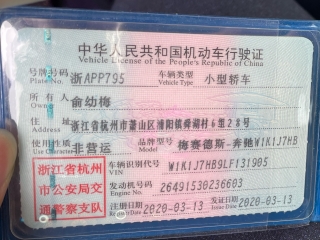 中华人民共和国机动车行驶证
Vehicle License of the People's Republic of China
号牌号码 浙APP795 车辆类型 小型轿车
Plate No. Vehicle Type
所有人 俞幼梅
Owner
住址 浙江省杭州市萧山区浦阳镇舜湖村6组28号
Address
使用性质 非营运 品牌型号 梅赛德斯-奔驰W1K1J7HB
Use Character Model
浙江省杭州
市公安局交
通警察支队
车辆识别代号 W1K1J7HB9LF131905
VIN
发动机号码 26491530236603
Engine No.
注册日期 2020-03-13 发证日期 2020-03-13
Register Date Issue Date